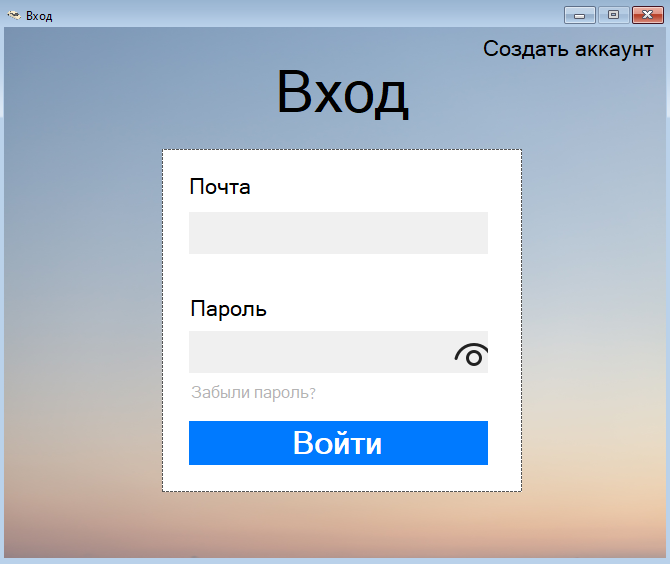 Вход
Создать аккаунт
Вход
Почта
Пароль
Забыли пароль?
Войти